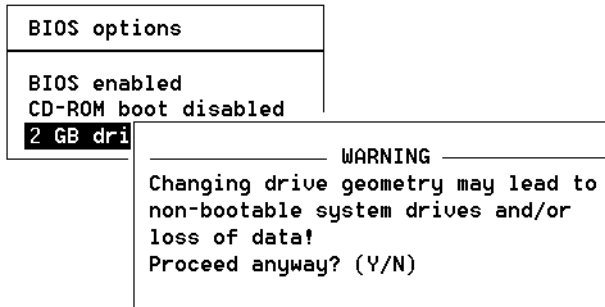 BIOS options
BIOS enabled
CD-ROM boot disabled
2 GB dri
WARNING
Changing drive geometry may lead to
non-bootable system drives and/or
loss of data!
Proceed anyway? (Y/N)